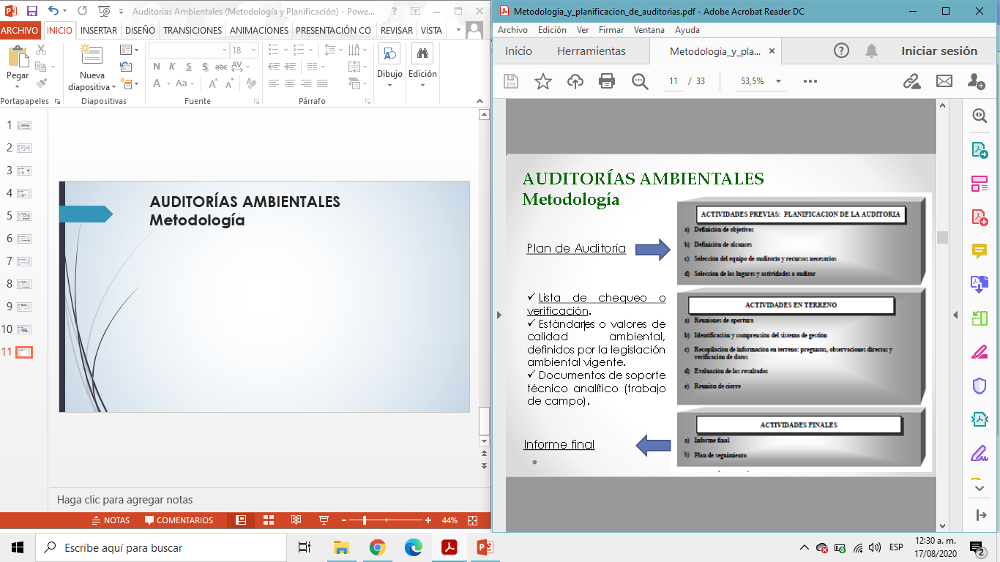 Auditorias Ambientales (Metodología y Planificación) - Powe...
ARCHIVO INICIO INSERTAR DISEÑO TRANSICIONES ANIMACIONES PRESENTACIÓN CO REVISAR VISTA
18
Pegar
Nueva
diapositiva
N K S S abc AV
A Aa A A
Dibujo
Edición
Portapapeles Diapositivas Fuente Párrafo
1
2
3
4
5
6
7
8
9
10
11
AUDITORÍAS AMBIENTALES
Metodología
Haga clic para agregar notas
NOTAS COMENTARIOS 44%
Metodologia_y_planificacion_de_auditorias.pdf - Adobe Acrobat Reader DC
Archivo Edición Ver Firmar Ventana Ayuda
Inicio Herramientas Metodologia_y_pla... Iniciar sesión
11 / 33 53,5%
AUDITORÍAS AMBIENTALES
Metodología
Plan de Auditoría
Lista de chequeo o
verificación.
Estándares o valores de
calidad ambiental,
definidos por la legislación
ambiental vigente.
Documentos de soporte
técnico analítico (trabajo
de campo).
Informe final
ACTIVIDADES PREVIAS: PLANIFICACION DE LA AUDITORIA
a) Definición de objetivos
b) Definición de alcances
c) Selección del equipo de auditoría y recursos necesarios
d) Selección de los lugares y actividades a auditar
ACTIVIDADES EN TERRENO
a) Reuniones de apertura
b) Identificación y comprensión del sistema de gestión
c) Recopilación de información en terreno: preguntas, observaciones directas y
verificación de datos
d) Evaluación de los resultados
e) Reunión de cierre
ACTIVIDADES FINALES
a) Informe final
b) Plan de seguimiento
Escribe aquí para buscar
ESP
12:30 a. m.
17/08/2020
2